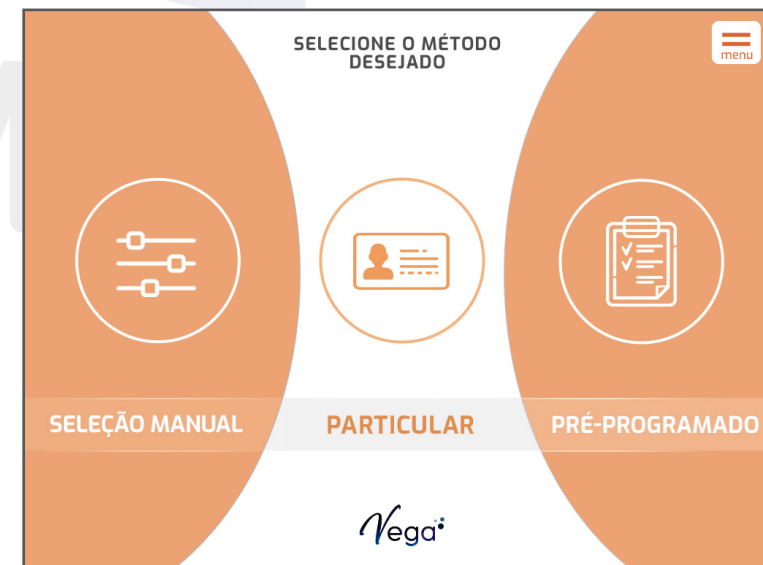 SELECIONE O MÉTODO
DESEJADO
menu
SELEÇÃO MANUAL
PARTICULAR
PRÉ-PROGRAMADO
Vega